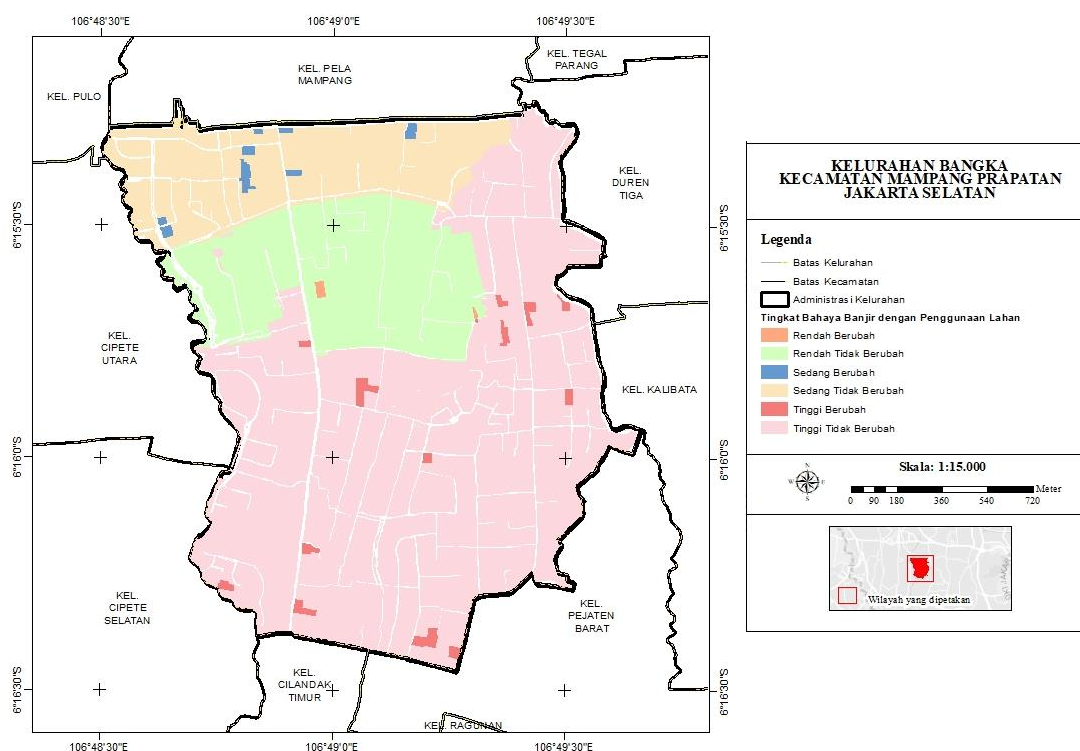 106°48'30"E
106°49'0"E
106°49'30"E
KEL. PULO
KEL. PELA
MAMPANG
KEL. TEGAL
PARANG
KEL.
DUREN
TIGA
6°15'30"S
6°15'30"S
KEL.
CIPETE
UTARA
KEL. KALIBATA
6°16'0"S
6°16'0"S
KEL.
CIPETE
SELATAN
KEL.
PEJATEN
BARAT
KEL.
CILANDAK
TIMUR
KEL. RAGUNAN
6°16'30"S
6°16'30"S
106°48'30"E
106°49'0"E
106°49'30"E
KELURAHAN BANGKA
KECAMATAN MAMPANG PRAPATAN
JAKARTA SELATAN
Legenda
Batas Kelurahan
Batas Kecamatan
Administrasi Kelurahan
Tingkat Bahaya Banjir dengan Penggunaan Lahan
Rendah Berubah
Rendah Tidak Berubah
Sedang Berubah
Sedang Tidak Berubah
Tinggi Berubah
Tinggi Tidak Berubah
N
W E
S
Skala: 1:15.000
Meter
0 90 180 360 540 720
Wilayah yang dipetakan